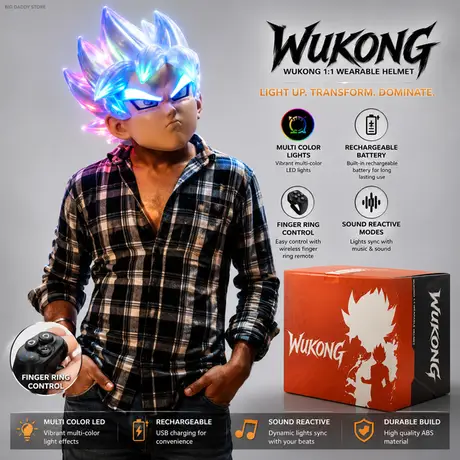 MR DADDY STORE
WUKONG
WUKONG 1:1 WEARABLE HELMET
LIGHT UP. TRANSFORM. DOMINATE.
MULTI COLOR
LIGHTS
Vibrant multi-color
LED lights
RECHARGEABLE
BATTERY
Built-in rechargeable
battery for long
lasting use
FINGER RING
CONTROL
Easy control with
wireless finger
ring remote
SOUND REACTIVE
MODES
Lights sync with
music & sound
WUKONG
WUKONG
FINGER RING
CONTROL
MULTI COLOR LED
Vibrant multi-color
light effects
RECHARGEABLE
USB charging for
convenience
SOUND REACTIVE
Dynamic lights sync
with your beats
DURABLE BUILD
High quality ABS
material